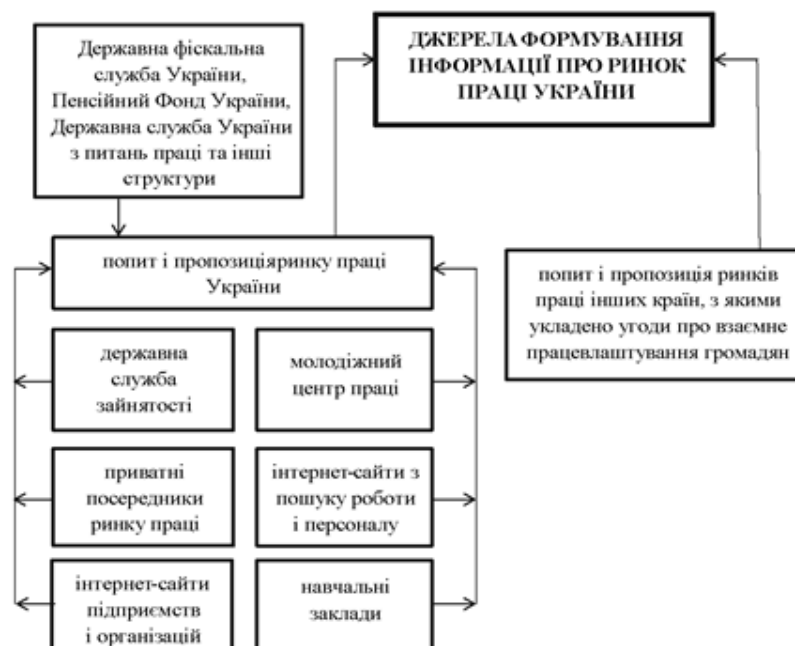 Державна фіскальна
служба України,
Пенсійний Фонд України,
Державна служба України
з питань праці та інші
структури
ДЖЕРЕЛА ФОРМУВАННЯ
ІНФОРМАЦІЇ ПРО РИНОК
ПРАЦІ УКРАЇНИ
попит і пропозиціяринку праці
України
попит і пропозиція ринків
праці інших країн, з якими
укладено угоди про взаємне
працевлаштування громадян
державна
служба
зайнятості
молодіжний
центр праці
приватні
посередники
ринку праці
інтернет-сайти з
пошуку роботи
і персоналу
інтернет-сайти
підприємств
і організацій
навчальні
заклади